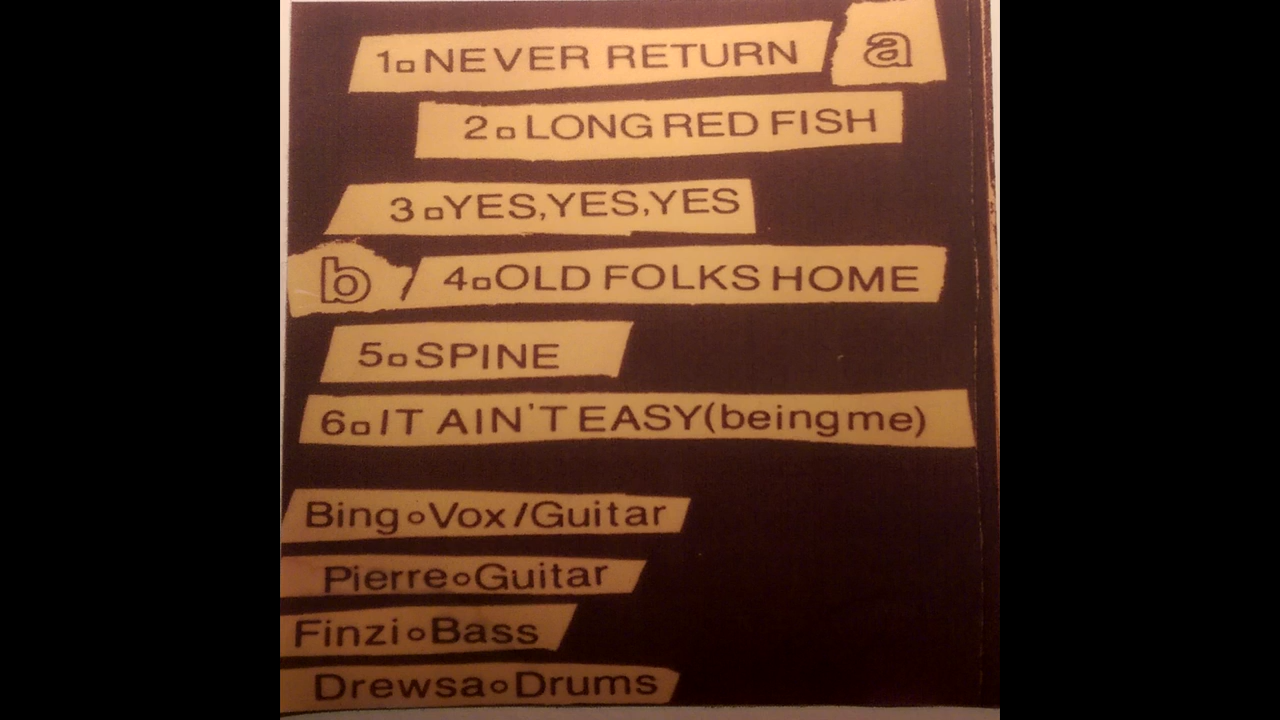 1▫NEVER RETURN a
2▫LONG RED FISH
3▫YES,YES,YES
b / 4▫OLD FOLKS HOME
5▫SPINE
6▫IT AIN'T EASY(being me)
Bing∘Vox/Guitar
Pierre∘Guitar
Finzi∘Bass
Drewsa∘Drums